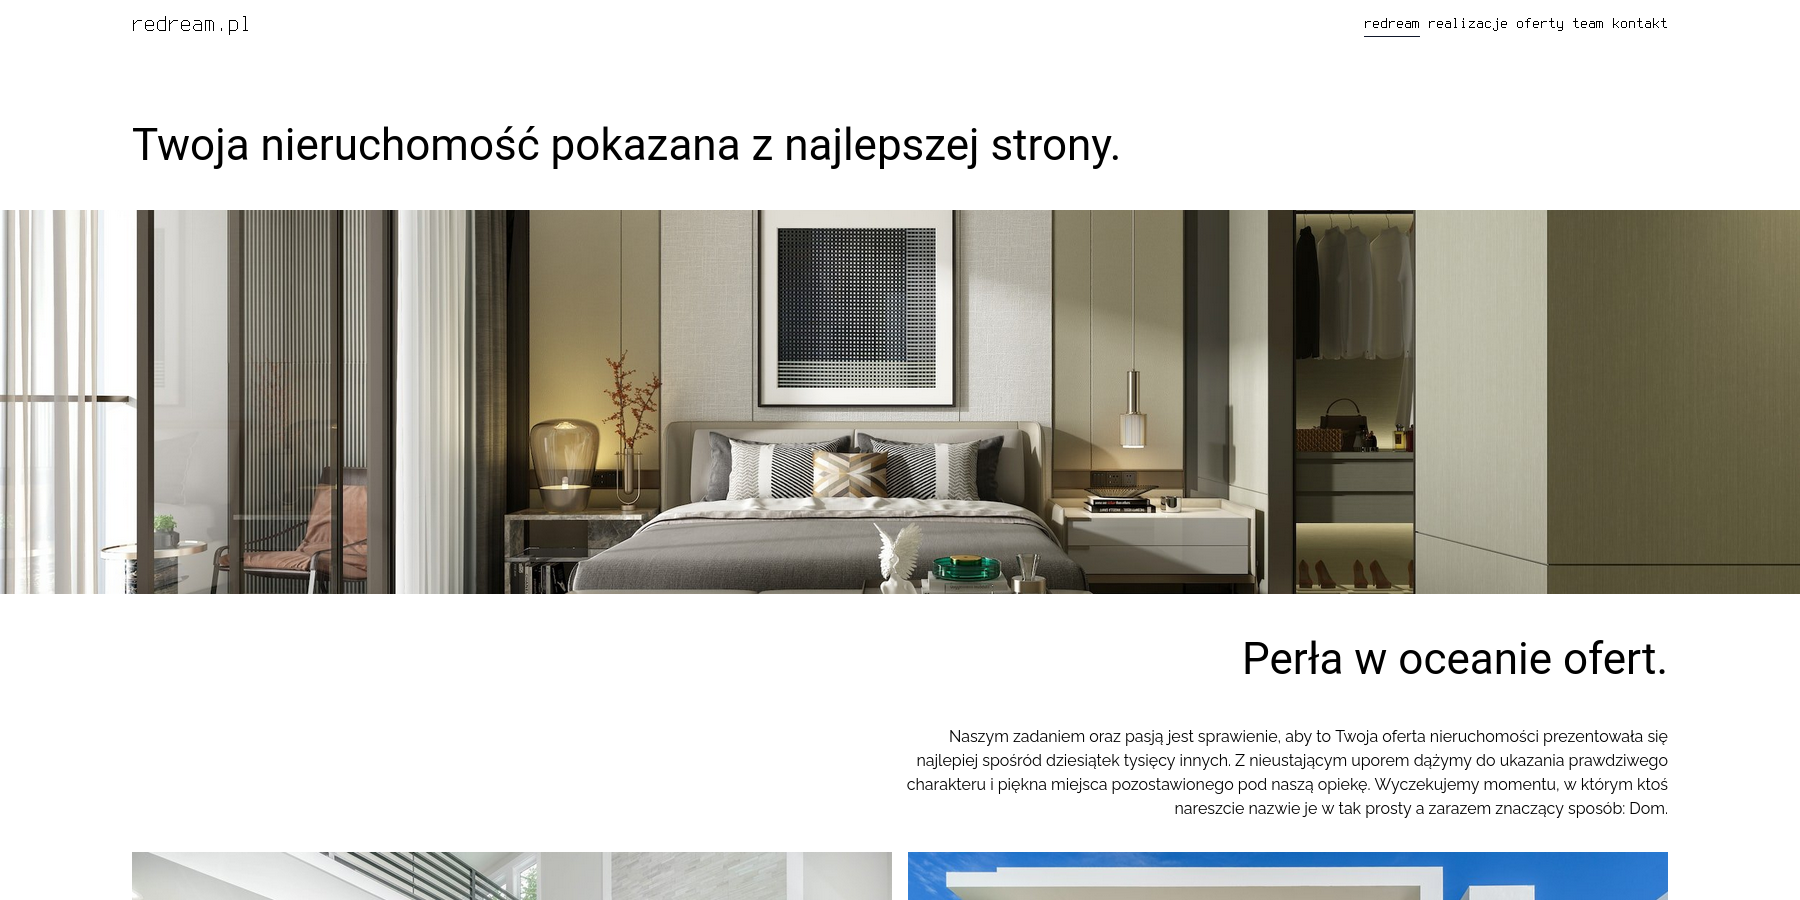 redream.pl
redream realizacje oferty team kontakt
Twoja nieruchomość pokazana z najlepszej strony.
Perła w oceanie ofert.
Naszym zadaniem oraz pasją jest sprawienie, aby to Twoja oferta nieruchomości prezentowała się
najlepiej spośród dziesiątek tysięcy innych. Z nieustającym uporem dążymy do ukazania prawdziwego
charakteru i piękna miejsca pozostawionego pod naszą opiekę. Wyczekujemy momentu, w którym ktoś
nareszcie nazwie je w tak prosty a zarazem znaczący sposób: Dom.